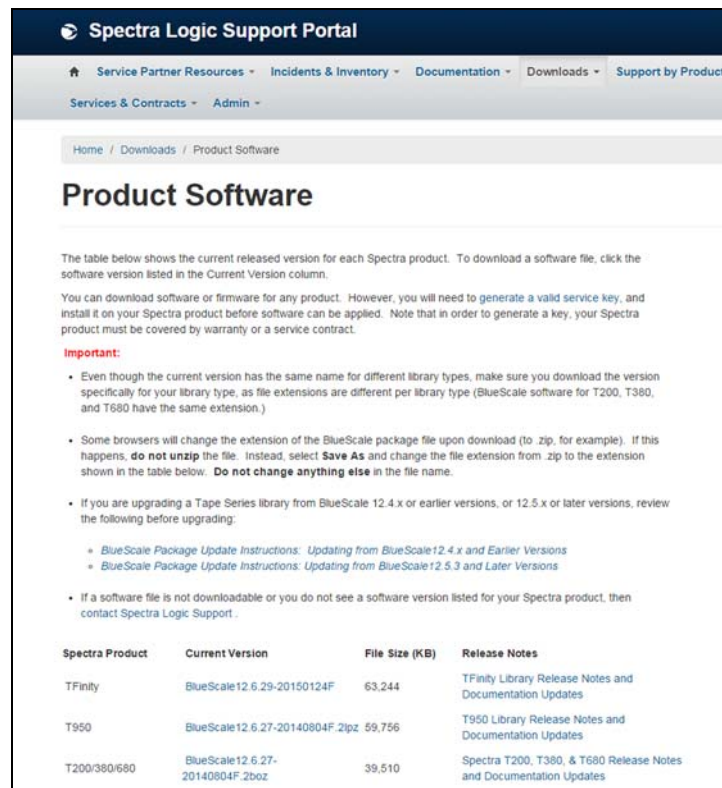 Spectra Logic Support Portal
Service Partner Resources Incidents & Inventory Documentation Downloads Support by Product
Services & Contracts Admin
Home / Downloads / Product Software
Product Software
The table below shows the current released version for each Spectra product. To download a software file, click the
software version listed in the Current Version column.
You can download software or firmware for any product. However, you will need to generate a valid service key, and
install it on your Spectra product before software can be applied. Note that in order to generate a key, your Spectra
product must be covered by warranty or a service contract.
Important:
• Even though the current version has the same name for different library types, make sure you download the version
specifically for your library type, as file extensions are different per library type (BlueScale software for T200, T380,
and T680 have the same extension.)
• Some browsers will change the extension of the BlueScale package file upon download (to .zip, for example). If this
happens, do not unzip the file. Instead, select Save As and change the file extension from .zip to the extension
shown in the table below. Do not change anything else in the file name.
• If you are upgrading a Tape Series library from BlueScale 12.4.x or earlier versions, or 12.5.x or later versions, review
the following before upgrading:
BlueScale Package Update Instructions: Updating from BlueScale12.4.x and Earlier Versions
BlueScale Package Update Instructions: Updating from BlueScale12.5.3 and Later Versions
• If a software file is not downloadable or you do not see a software version listed for your Spectra product, then
contact Spectra Logic Support .
Spectra Product Current Version File Size (KB) Release Notes
TFinity BlueScale12.6.29-20150124F 63,244 TFinity Library Release Notes and
Documentation Updates
T950 BlueScale12.6.27-20140804F.2lpz 59,756 T950 Library Release Notes and
Documentation Updates
T200/380/680 BlueScale12.6.27-
20140804F.2boz 39,510 Spectra T200, T380, & T680 Release Notes
and Documentation Updates